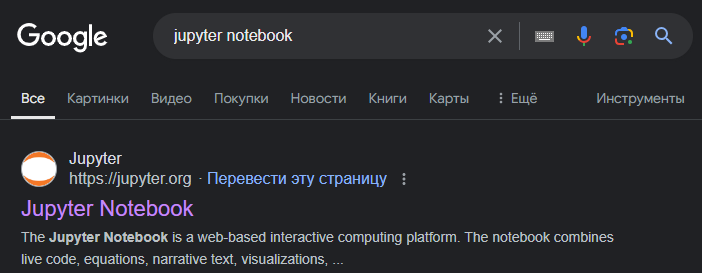 Google
jupyter notebook
Все Картинки Видео Покупки Новости Книги Карты Ещё Инструменты
Jupyter
https://jupyter.org · Перевести эту страницу
Jupyter Notebook
The Jupyter Notebook is a web-based interactive computing platform. The notebook combines
live code, equations, narrative text, visualizations, ...